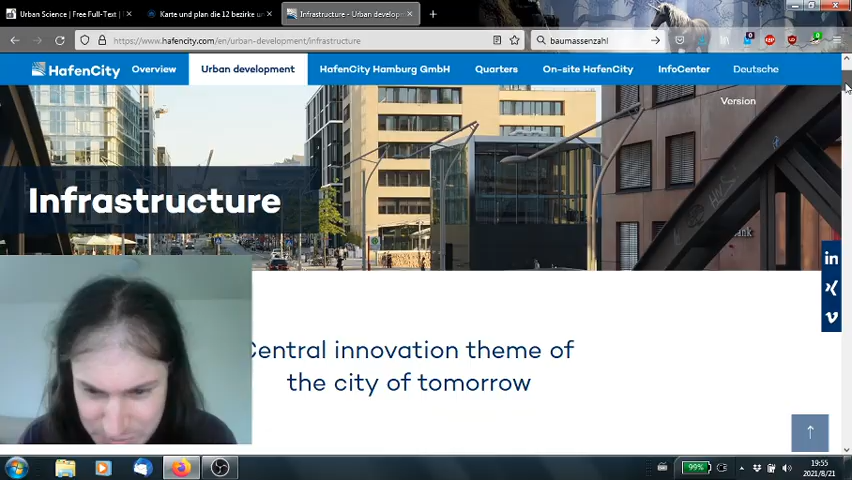 Urban Science | Free Full-Text |
Karte und plan die 12 bezirke un
Infrastructure - Urban develop
https://www.hafencity.com/en/urban-development/infrastructure
baumassenzahl
HafenCity
Overview
Urban development
HafenCity Hamburg GmbH
Quarters
On-site HafenCity
InfoCenter
Deutsche
Version
Infrastructure
in
Central innovation theme of
the city of tomorrow
99%
19:55
2021/8/21